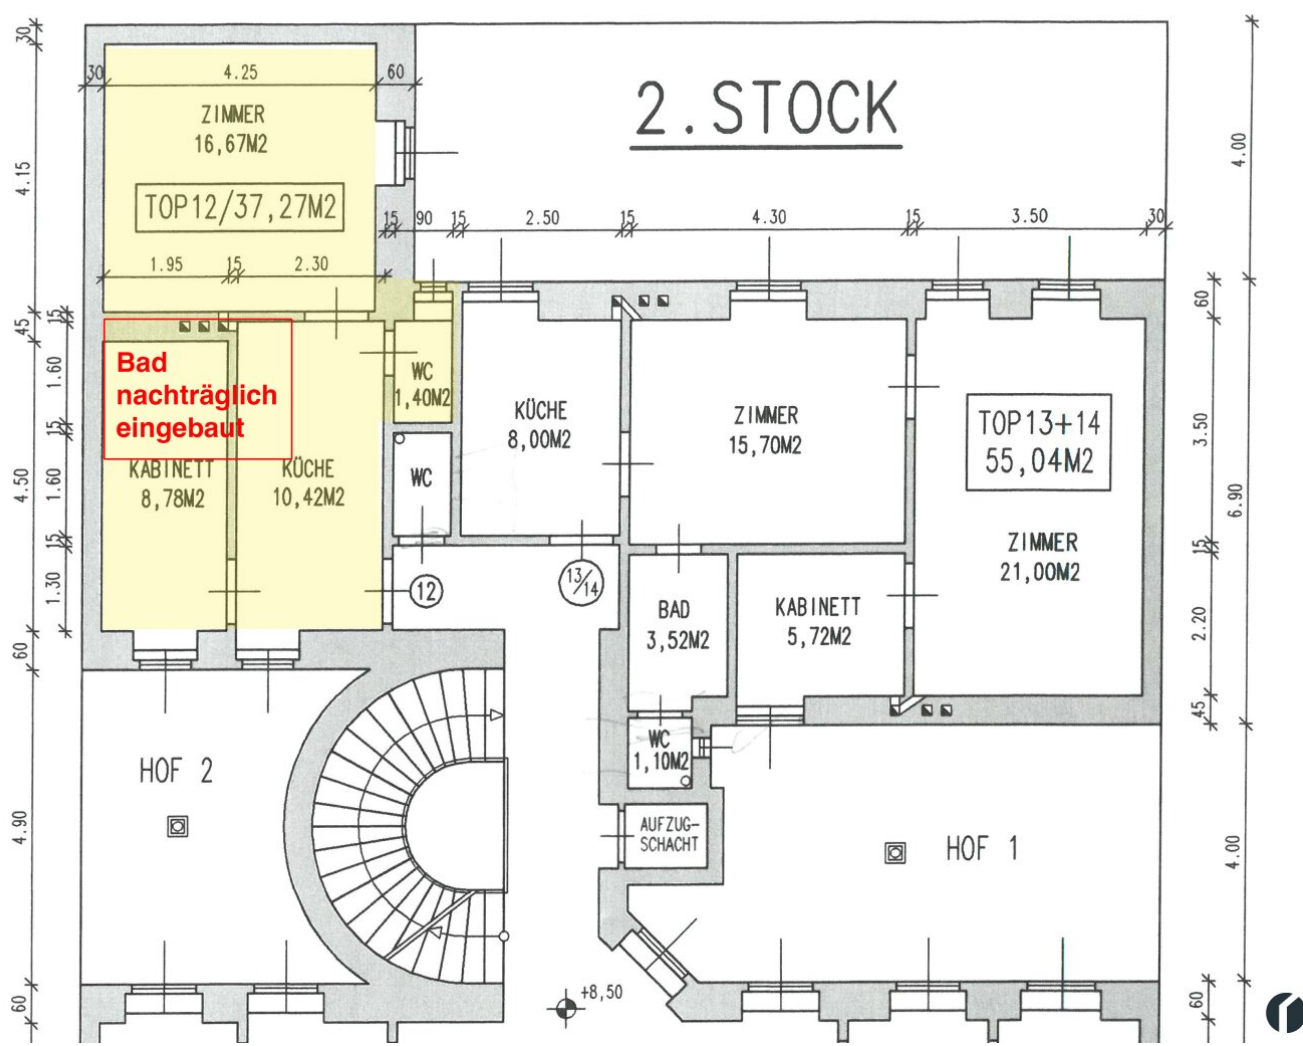 2.STOCK
30
4.25
60
ZIMMER
16,67M2
TOP12/37,27M2
1.95
15
2.30
15
90
15
2.50
15
4.30
15
3.50
30
30
4.15
45
4.50
60
4.90
60
15
1.60
15
1.60
15
1.30
Bad
nachträglich
eingebaut
KABINETT
8,78M2
KÜCHE
10,42M2
WC
1,40M2
WC
KÜCHE
8,00M2
ZIMMER
15,70M2
TOP13+14
55,04M2
ZIMMER
21,00M2
12
13/14
BAD
3,52M2
KABINETT
5,72M2
WC
1,10M2
AUFZUG-
SCHACHT
HOF 2
HOF 1
+8,50
60
3.50
15
2.20
45
60
4.00
6.90
4.00